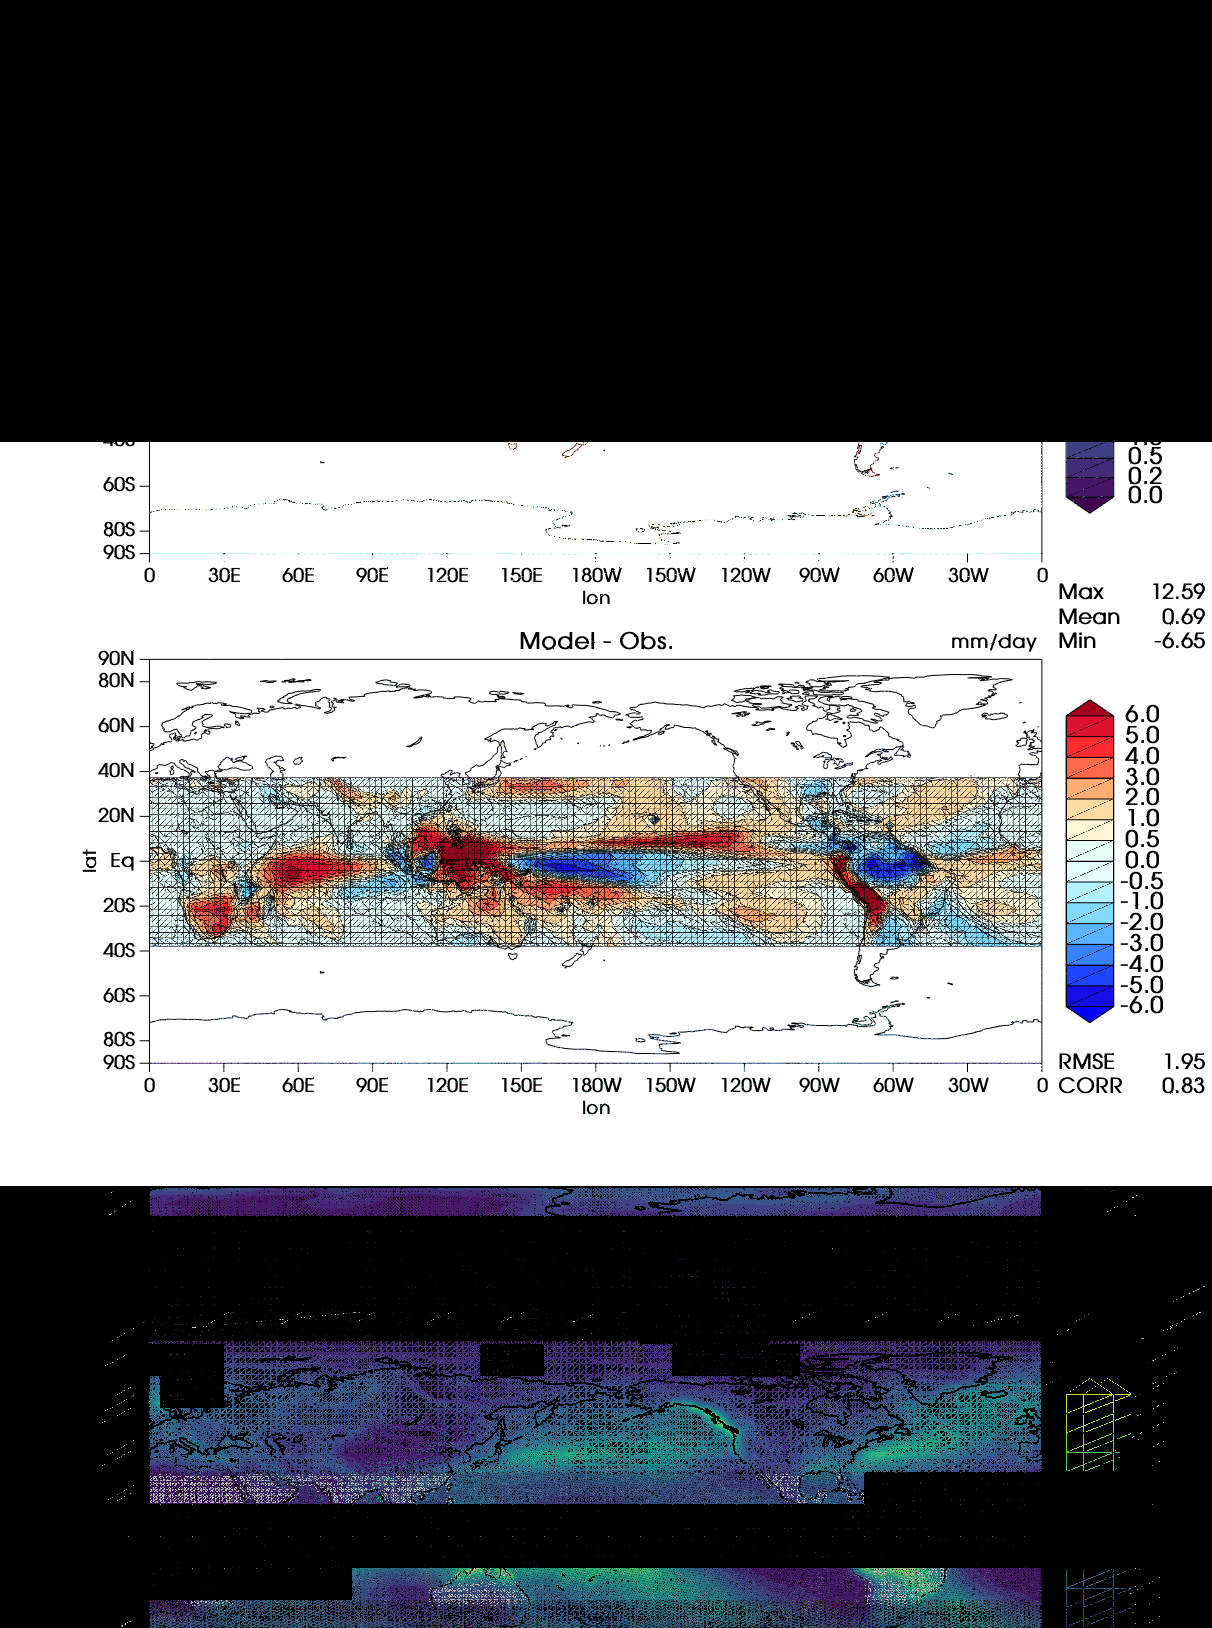 0.5
0.2
60S
0.0
80S
90S
0 30E 60E 90E 120E 150E 180W 150W 120W 90W 60W 30W 0
lon
Max 12.59
Mean 0.69
Min -6.65
Model - Obs. mm/day
90N
80N
60N
40N
20N
Eq
20S
40S
60S
80S
90S
lat
6.0
5.0
4.0
3.0
2.0
1.0
0.5
0.0
-0.5
-1.0
-2.0
-3.0
-4.0
-5.0
-6.0
0 30E 60E 90E 120E 150E 180W 150W 120W 90W 60W 30W 0
lon
RMSE 1.95
CORR 0.83